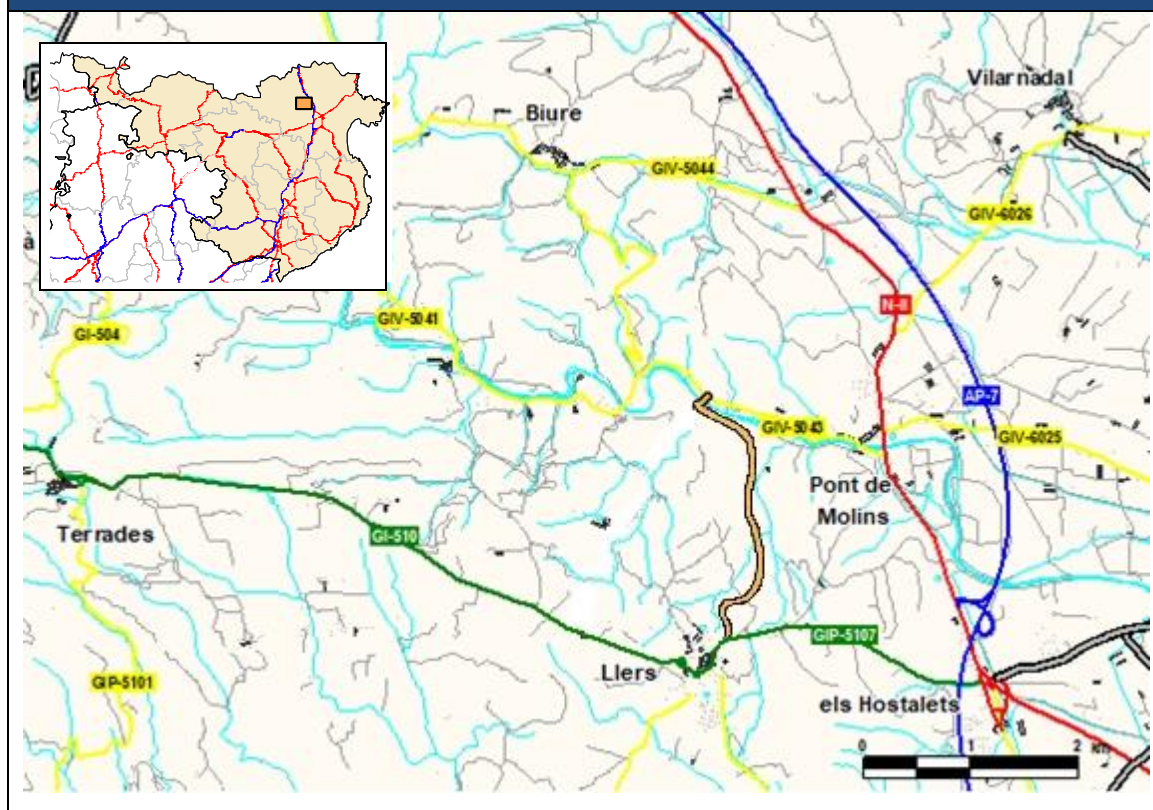 Vilarnadal
Biure
GIV-5044
GIV-6026
N-II
GIV-5041
GI-504
AP-7
GIV-5043
GIV-6025
Pont de
Molins
Terrades
GI-510
GIP-5107
Llers
GIP-5101
els Hostalets
0 1 2 km